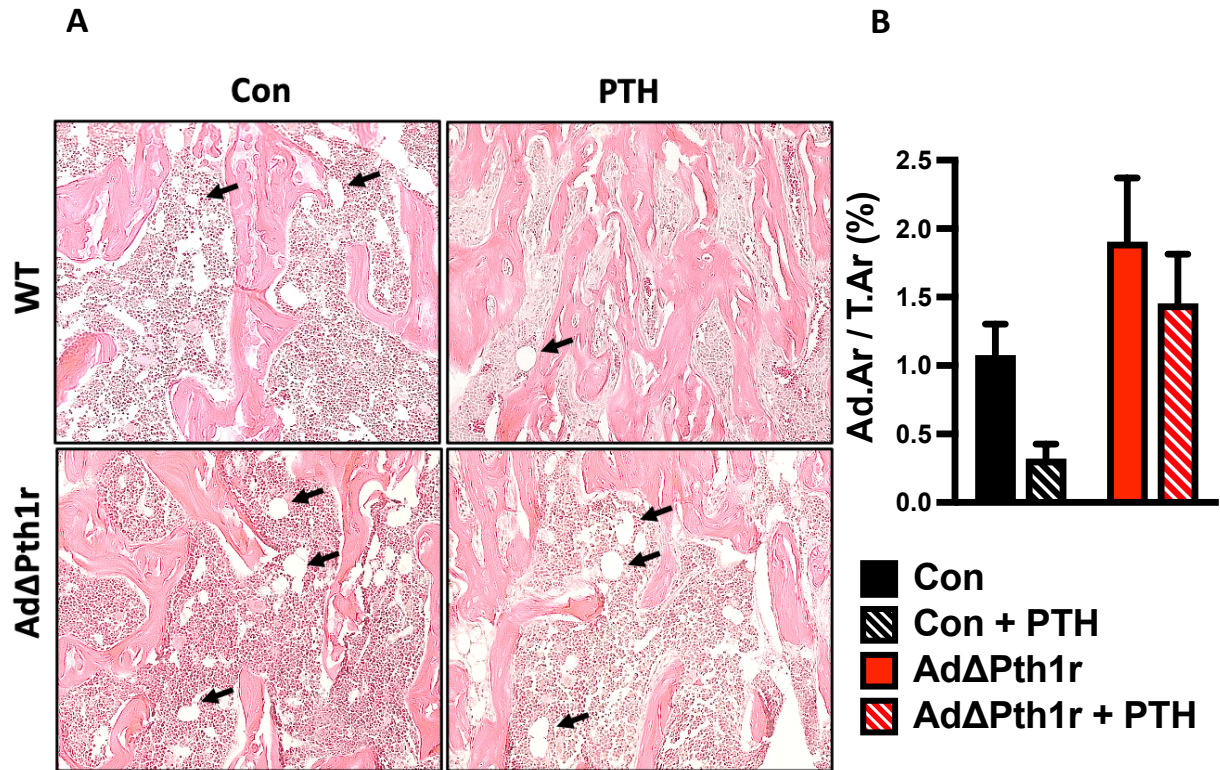 A
B
Con
PTH
WT
AdΔPth1r
Ad.Ar / T.Ar (%)
2.5
2.0
1.5
1.0
0.5
0.0
Con
Con + PTH
AdΔPth1r
AdΔPth1r + PTH